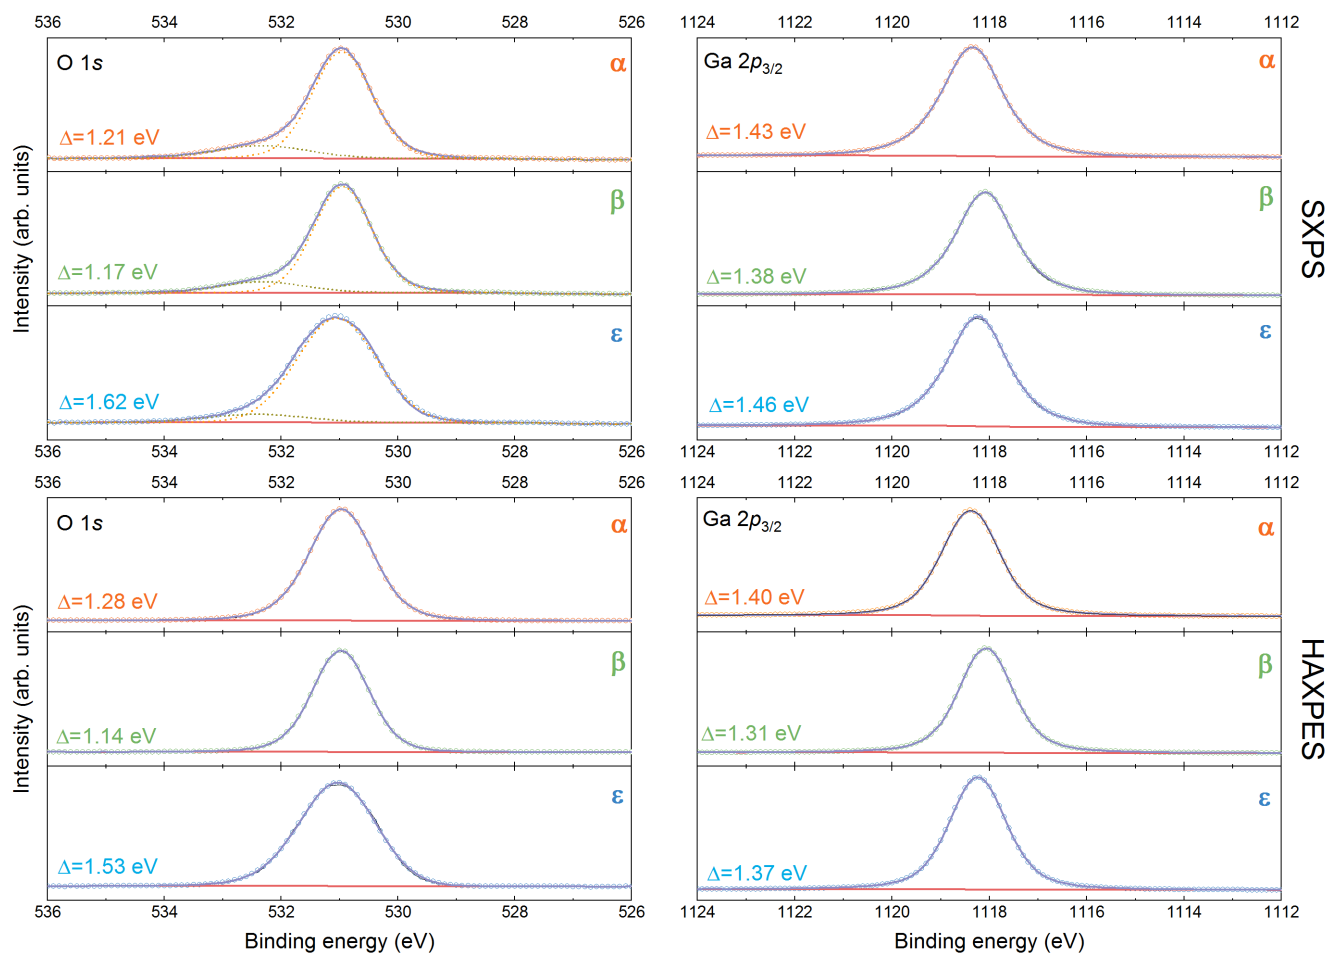 536 534 532 530 528 526
O 1s
α
Δ=1.21 eV
β
Δ=1.17 eV
ε
Δ=1.62 eV
536 534 532 530 528 526
Intensity (arb. units)
1124 1122 1120 1118 1116 1114 1112
Ga 2p3/2
α
Δ=1.43 eV
β
Δ=1.38 eV
ε
Δ=1.46 eV
1124 1122 1120 1118 1116 1114 1112
SXPS
536 534 532 530 528 526
O 1s
α
Δ=1.28 eV
β
Δ=1.14 eV
ε
Δ=1.53 eV
536 534 532 530 528 526
Binding energy (eV)
Intensity (arb. units)
1124 1122 1120 1118 1116 1114 1112
Ga 2p3/2
α
Δ=1.40 eV
β
Δ=1.31 eV
ε
Δ=1.37 eV
1124 1122 1120 1118 1116 1114 1112
Binding energy (eV)
HAXPES